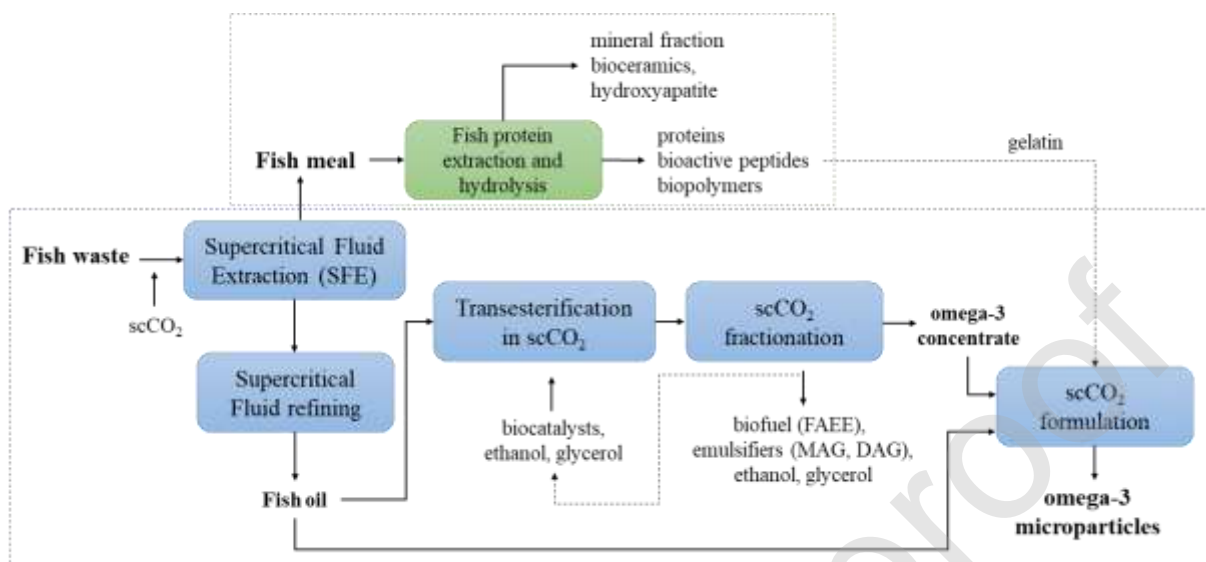 mineral fraction
bioceramics,
hydroxyapatite
Fish meal
Fish protein
extraction and
hydrolysis
proteins
bioactive peptides
biopolymers
gelatin
Fish waste
scCO₂
Supercritical Fluid
Extraction (SFE)
Supercritical
Fluid refining
Fish oil
Transesterification
in scCO₂
biocatalysts,
ethanol, glycerol
scCO₂
fractionation
biofuel (FAEE),
emulsifiers (MAG, DAG),
ethanol, glycerol
omega-3
concentrate
scCO₂
formulation
omega-3
microparticles
proof